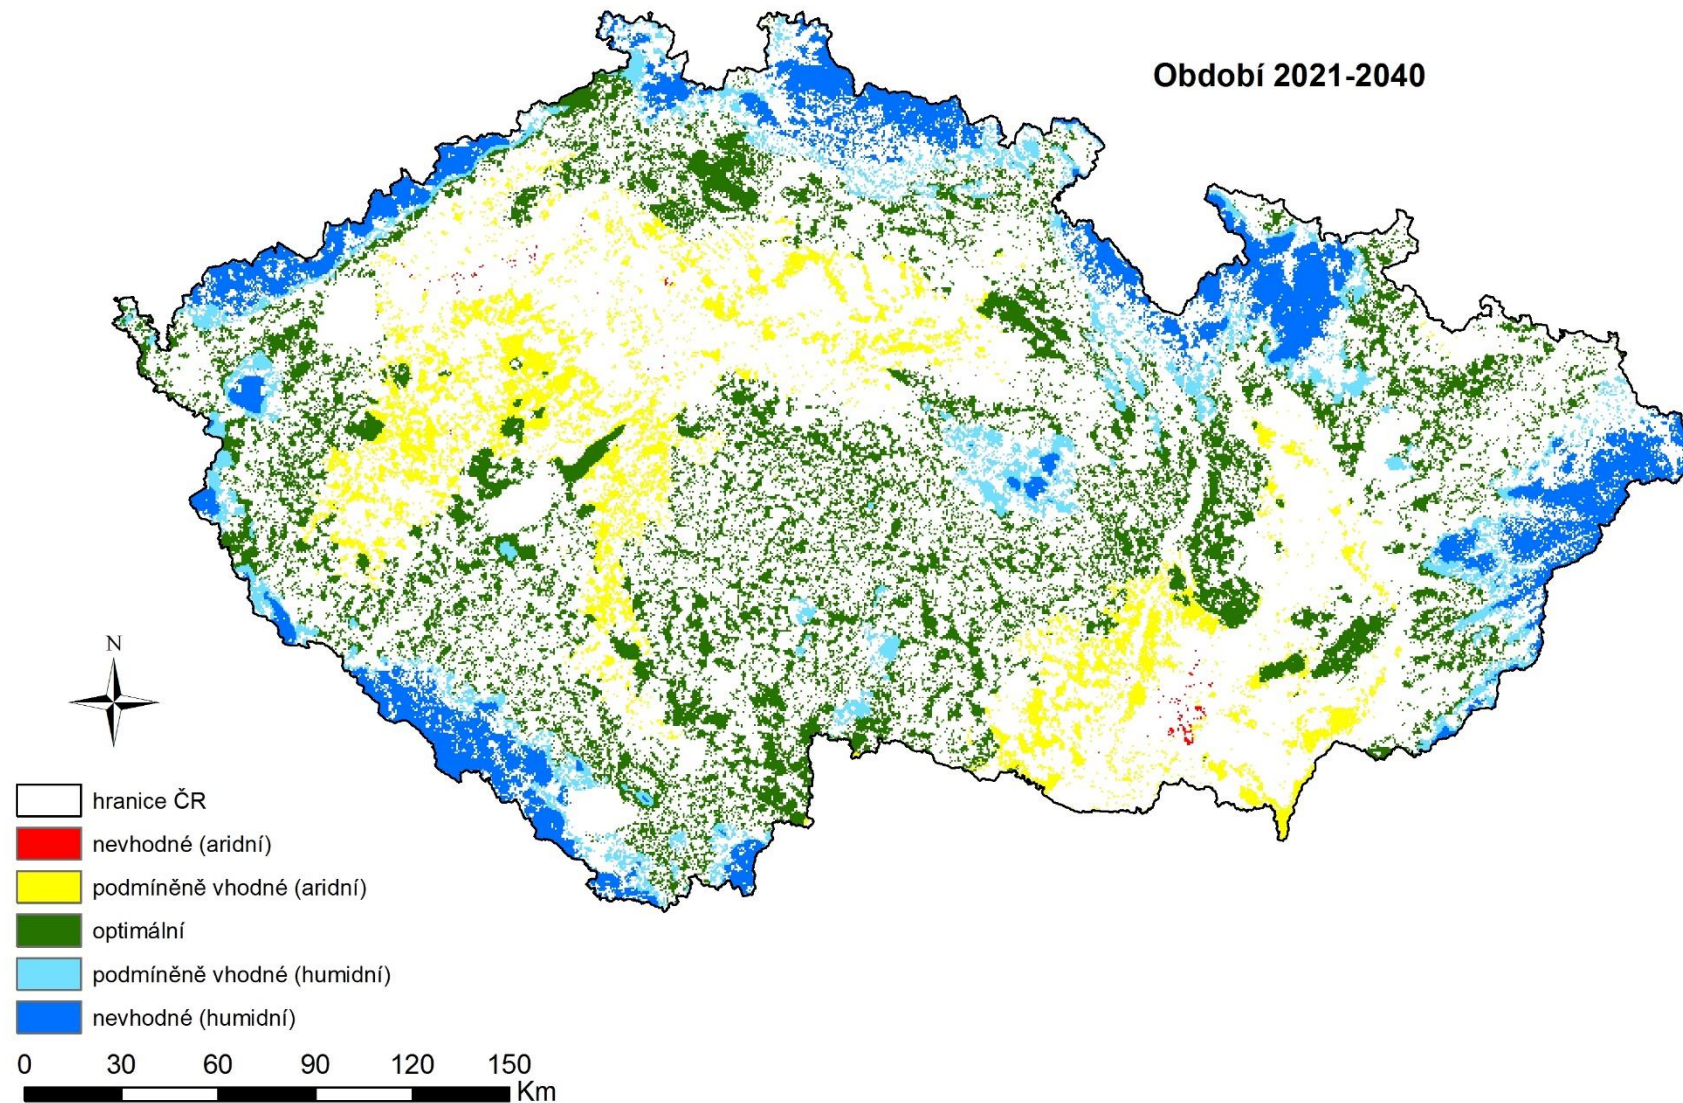 Období 2021-2040
N
hranice ČR
nevhodné (aridní)
podmíněně vhodné (aridní)
optimální
podmíněně vhodné (humidní)
nevhodné (humidní)
0 30 60 90 120 150
Km